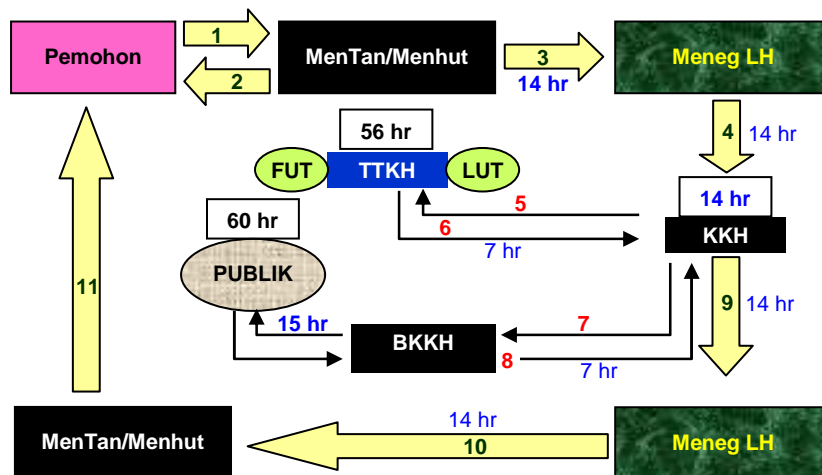 Pemohon
1
2
MenTan/Menhut
3
14 hr
Meneg LH
4
14 hr
56 hr
FUT
TTKH
LUT
5
6
7 hr
14 hr
KKH
60 hr
PUBLIK
15 hr
BKKH
7
8
7 hr
9
14 hr
11
MenTan/Menhut
14 hr
10
Meneg LH